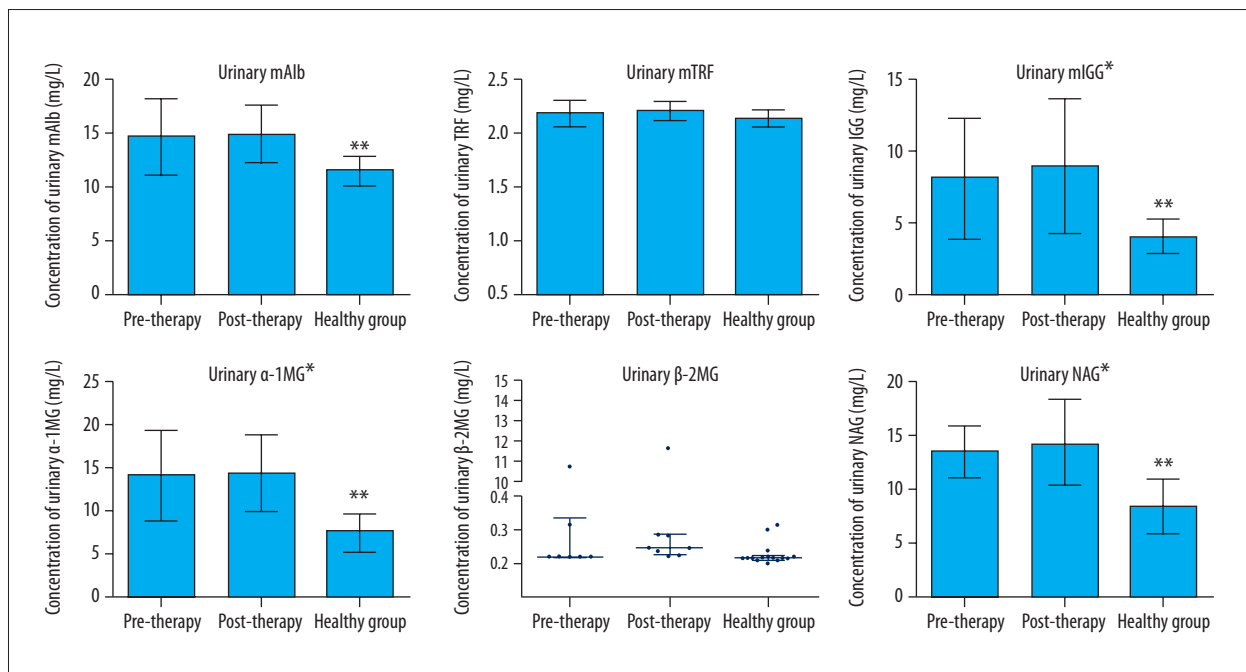 Urinary mAlb
Concentration of urinary mAlb (mg/L)
20
15
10
5
0
**
Pre-therapy Post-therapy Healthy group
Urinary mTRF
Concentration of urinary TRF (mg/L)
2.5
2.0
2.1
1.0
0.5
Pre-therapy Post-therapy Healthy group
Urinary mIGG*
Concentration of urinary IGG (mg/L)
15
10
5
0
**
Pre-therapy Post-therapy Healthy group
Urinary α-1MG*
Concentration of urinary α-1MG (mg/L)
25
20
15
10
5
0
**
Pre-therapy Post-therapy Healthy group
Urinary β-2MG
Concentration of urinary β-2MG (mg/L)
15
14
13
12
11
10
0.4
0.3
0.2
Pre-therapy Post-therapy Healthy group
Urinary NAG*
Concentration of urinary NAG (mg/L)
20
15
10
5
0
**
Pre-therapy Post-therapy Healthy group